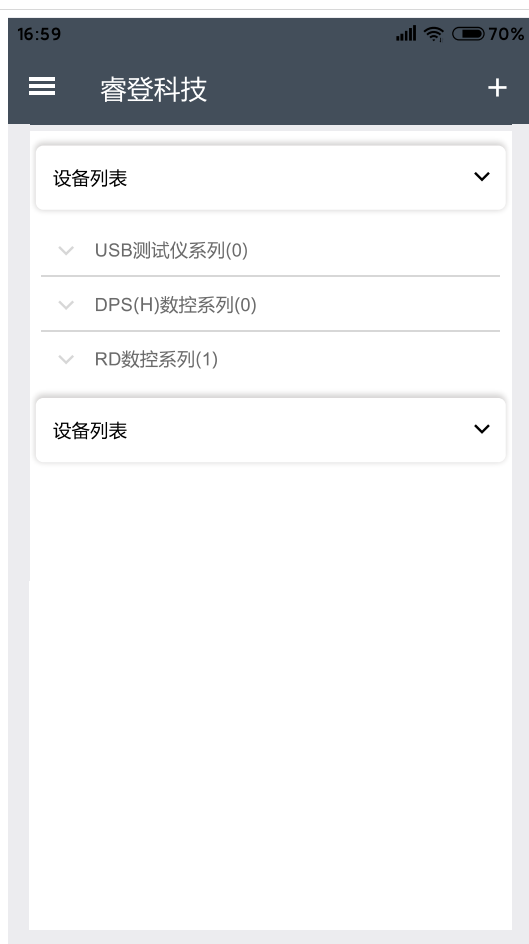 16:59 70%
睿登科技
设备列表
USB测试仪系列(0)
DPS(H)数控系列(0)
RD数控系列(1)
设备列表